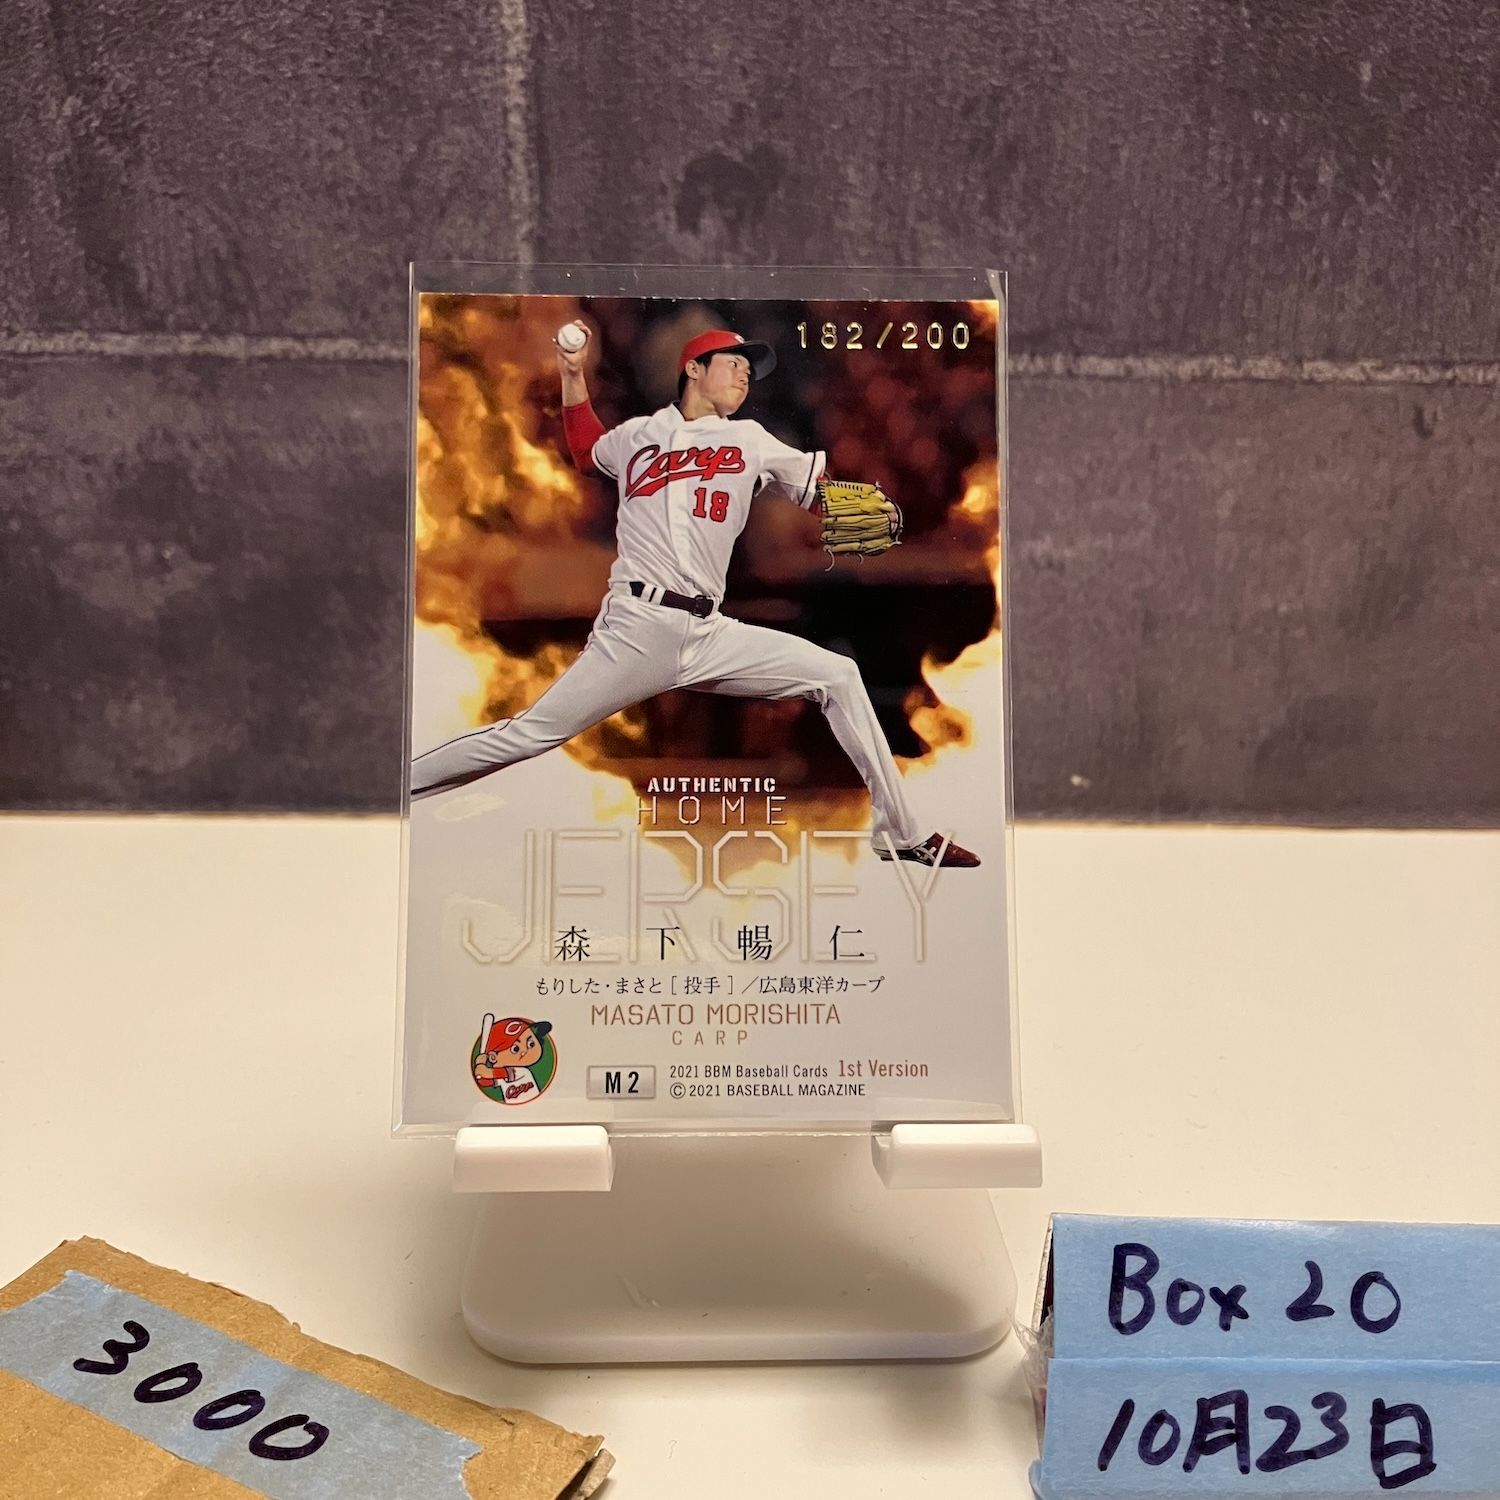 182/200
Carp
18
AUTHENTIC
HOME
JERSEY
森下暢仁
もりした・まさと[投手]／広島東洋カープ
MASATO MORISHITA
CARP
Carp
M2
2021 BBM Baseball Cards 1st Version
©2021 BASEBALL MAGAZINE
3000
Box 20
10月23日